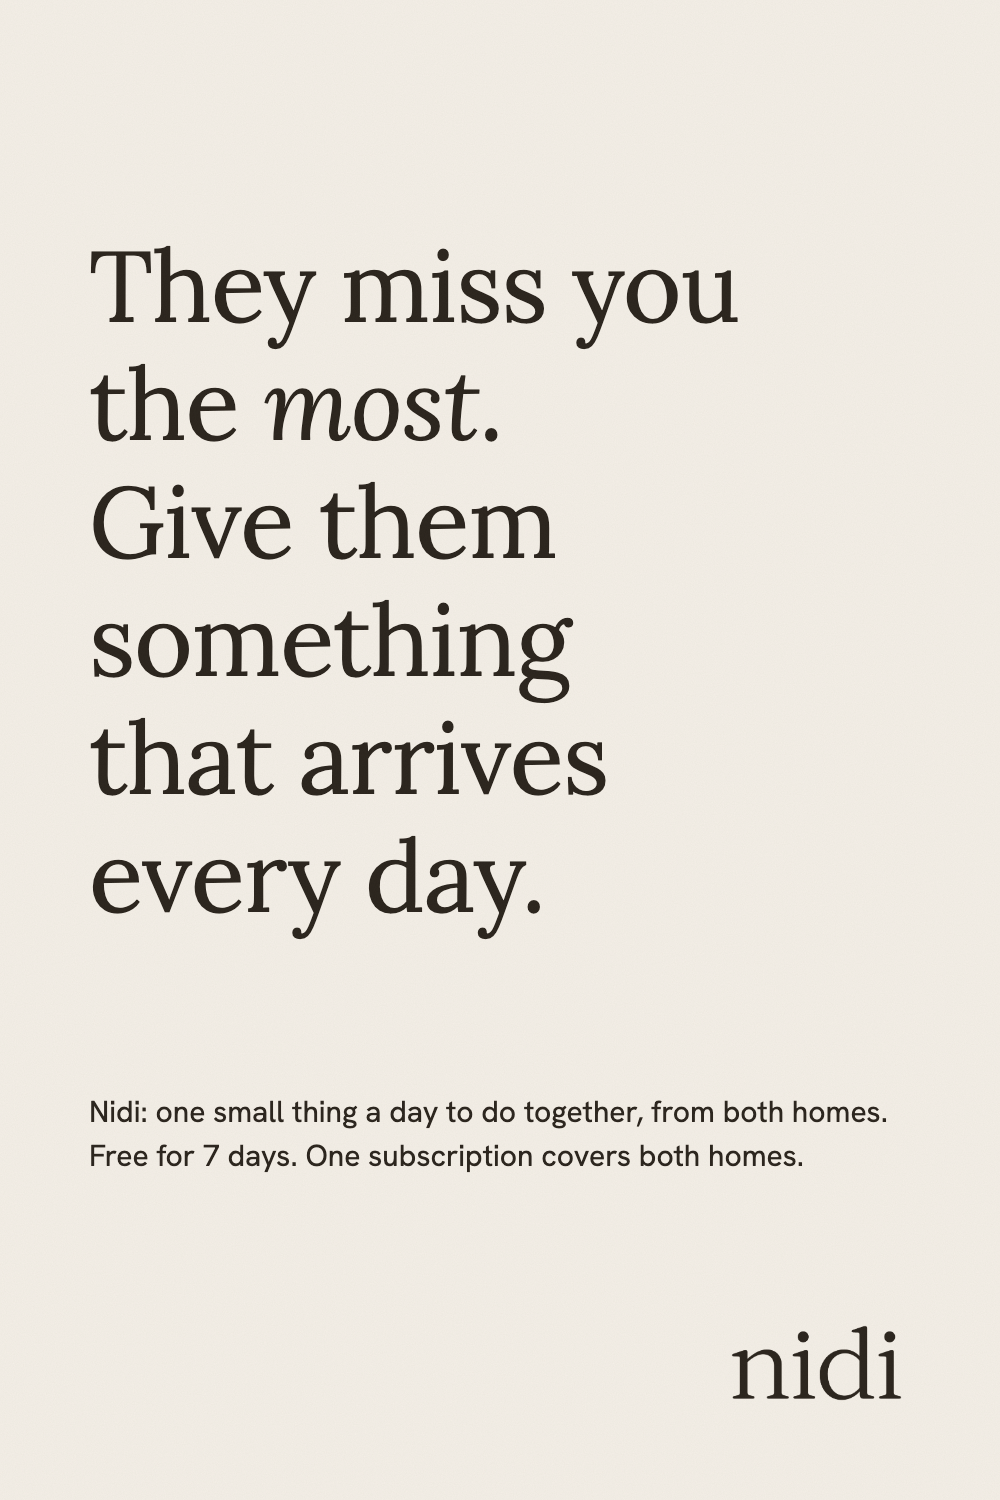 They miss you
the most.
Give them
something
that arrives
every day.
Nidi: one small thing a day to do together, from both homes.
Free for 7 days. One subscription covers both homes.
nidi